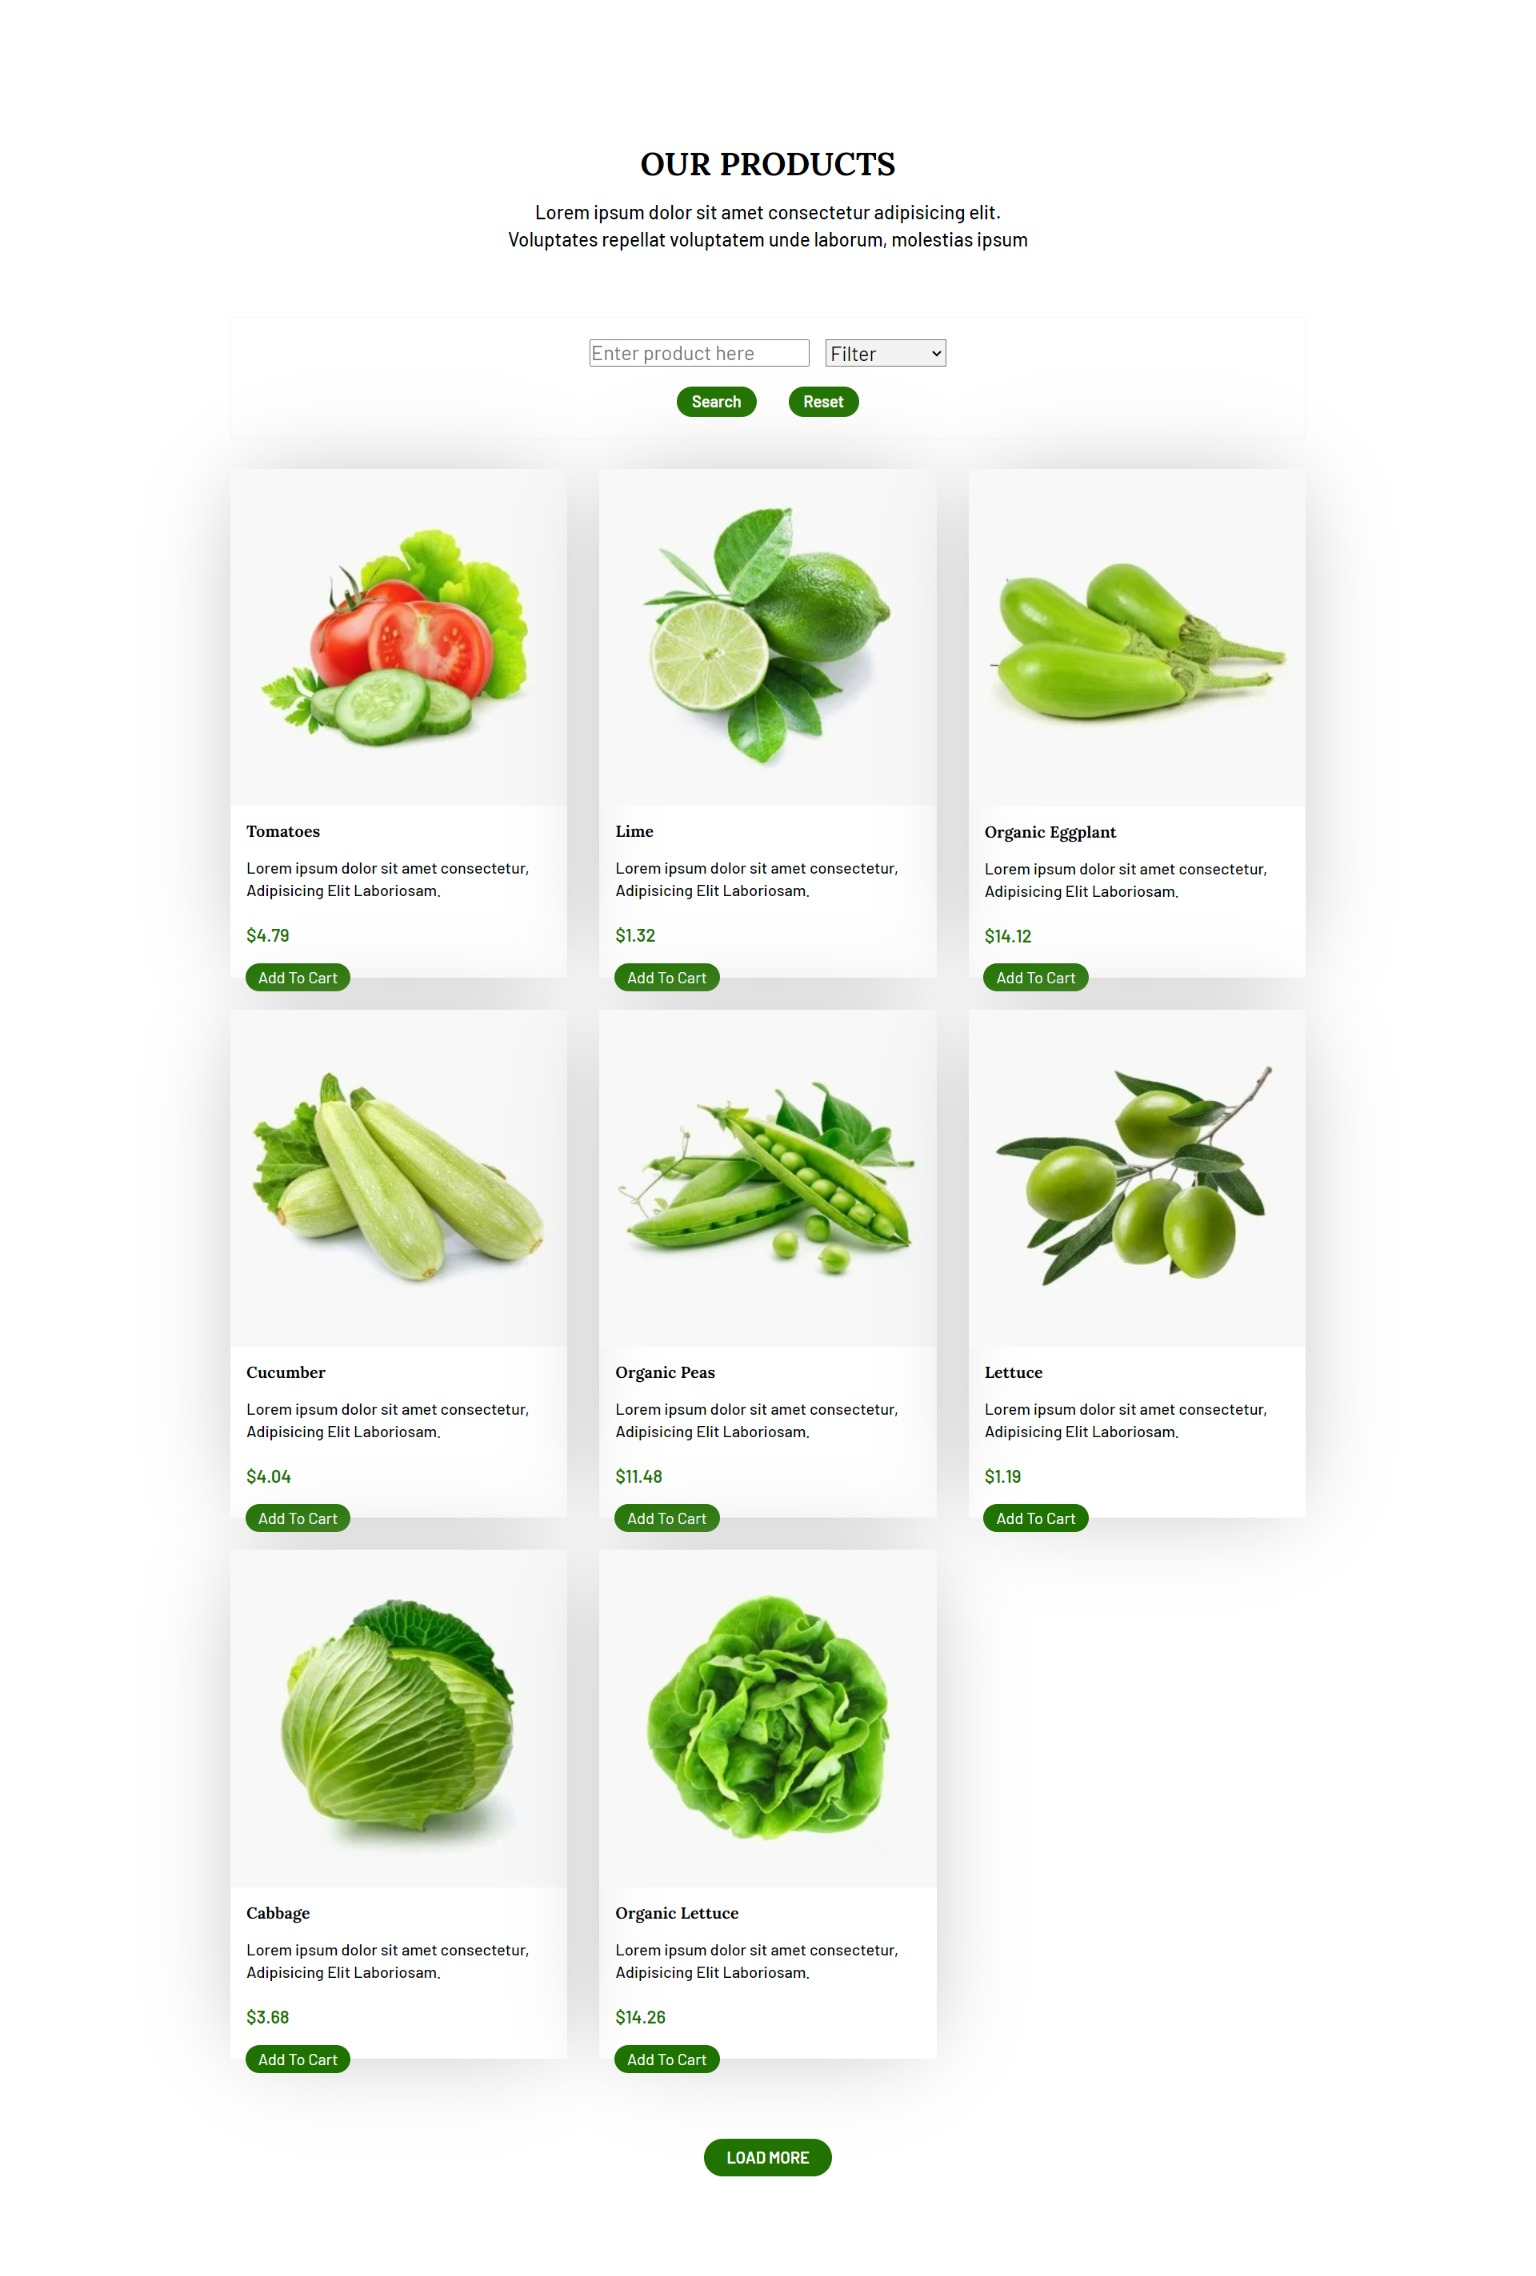 OUR PRODUCTS
Lorem ipsum dolor sit amet consectetur adipisicing elit.
Voluptates repellat voluptatem unde laborum, molestias ipsum
Enter product here
Filter
Search
Reset
Tomatoes
Lorem ipsum dolor sit amet consectetur,
Adipisicing Elit Laboriosam.
$4.79
Add To Cart
Lime
Lorem ipsum dolor sit amet consectetur,
Adipisicing Elit Laboriosam.
$1.32
Add To Cart
Organic Eggplant
Lorem ipsum dolor sit amet consectetur,
Adipisicing Elit Laboriosam.
$14.12
Add To Cart
Cucumber
Lorem ipsum dolor sit amet consectetur,
Adipisicing Elit Laboriosam.
$4.04
Add To Cart
Organic Peas
Lorem ipsum dolor sit amet consectetur,
Adipisicing Elit Laboriosam.
$11.48
Add To Cart
Lettuce
Lorem ipsum dolor sit amet consectetur,
Adipisicing Elit Laboriosam.
$1.19
Add To Cart
Cabbage
Lorem ipsum dolor sit amet consectetur,
Adipisicing Elit Laboriosam.
$3.68
Add To Cart
Organic Lettuce
Lorem ipsum dolor sit amet consectetur,
Adipisicing Elit Laboriosam.
$14.26
Add To Cart
LOAD MORE